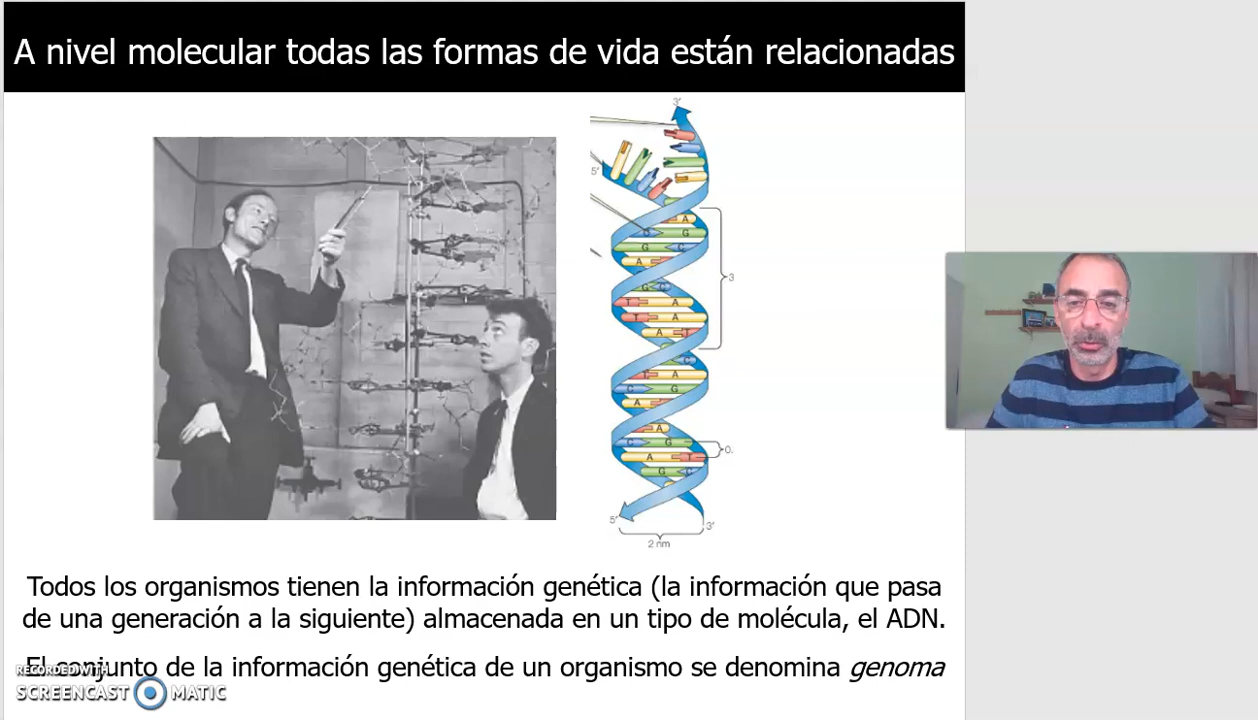 A nivel molecular todas las formas de vida están relacionadas
3'
5'
A
C G
G C
A
G C
T A
T A
A T
C
T A
C G
A
A
C G
A T
G C
3
0.
5'
3'
2 nm
Todos los organismos tienen la información genética (la información que pasa
de una generación a la siguiente) almacenada en un tipo de molécula, el ADN.
El conjunto de la información genética de un organismo se denomina genoma
RECORDED WITH
SCREENCAST MATIC